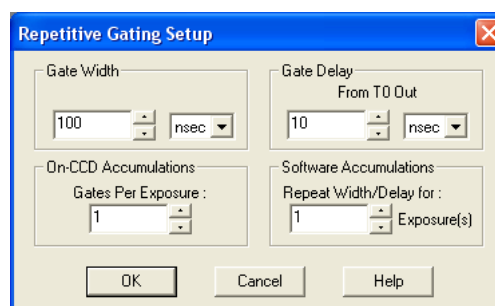 Repetitive Gating Setup
Gate Width
100
nsec
Gate Delay
From T0 Out
10
nsec
On-CCD Accumulations
Gates Per Exposure :
1
Software Accumulations
Repeat Width/Delay for :
1
Exposure(s)
OK
Cancel
Help